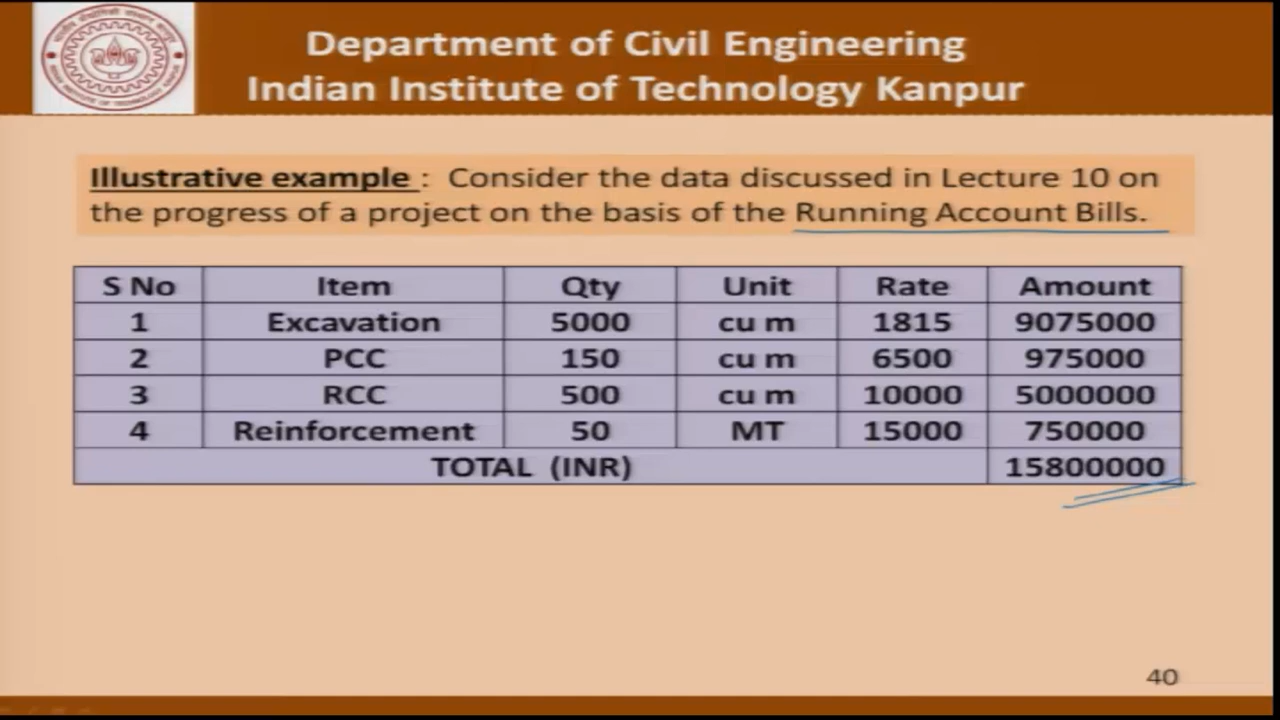 Department of Civil Engineering
Indian Institute of Technology Kanpur
Illustrative example : Consider the data discussed in Lecture 10 on
the progress of a project on the basis of the Running Account Bills.
S No Item Qty Unit Rate Amount
1 Excavation 5000 cu m 1815 9075000
2 PCC 150 cu m 6500 975000
3 RCC 500 cu m 10000 5000000
4 Reinforcement 50 MT 15000 750000
TOTAL (INR) 15800000
40